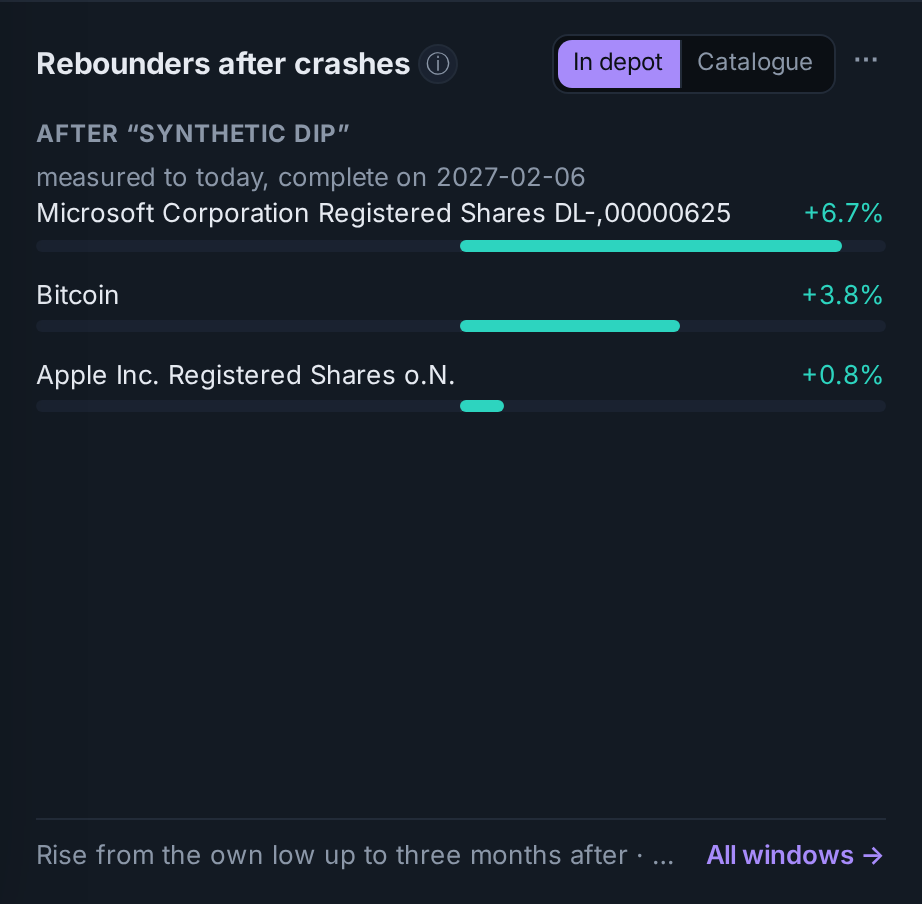 Rebounders after crashes ⓘ In depot Catalogue ···
AFTER “SYNTHETIC DIP”
measured to today, complete on 2027-02-06
Microsoft Corporation Registered Shares DL-,00000625 +6.7%
Bitcoin +3.8%
Apple Inc. Registered Shares o.N. +0.8%
Rise from the own low up to three months after · … All windows →